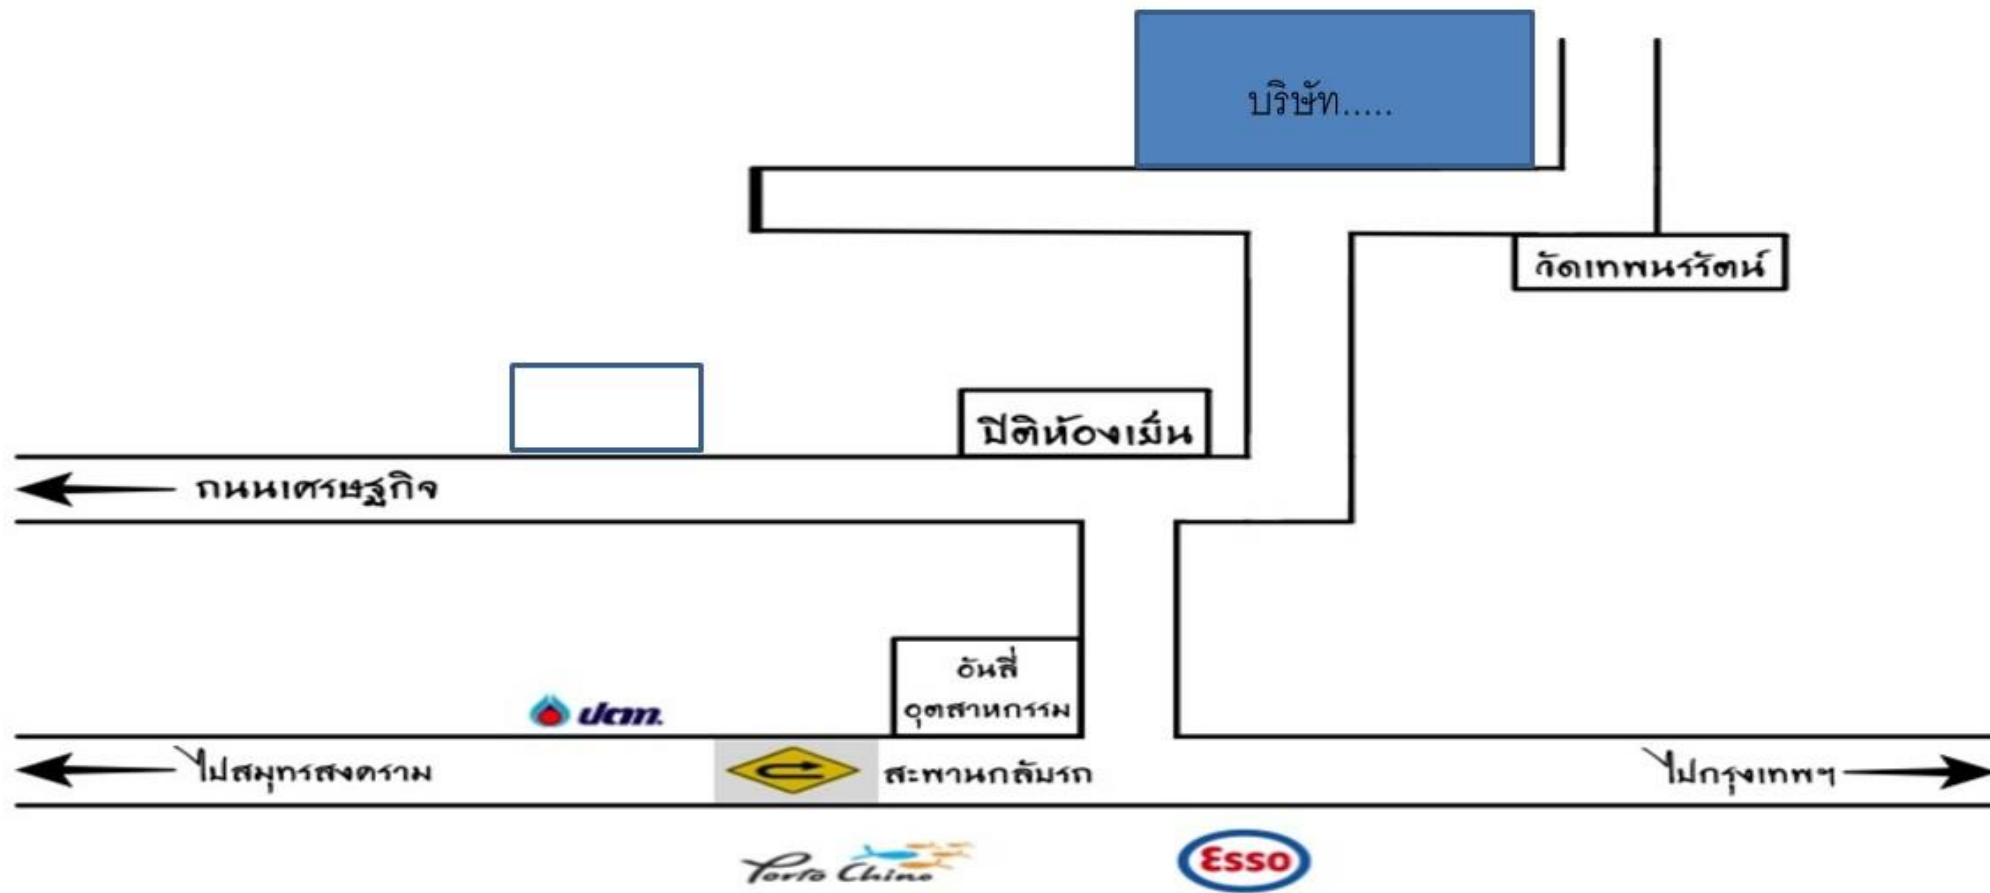 บริษัท.....
วัดเทพนรรัตน์
ปิติห้องเย็น
ถนนเศรษฐกิจ
อันสี่
อุตสาหกรรม
ปตท.
ไปสมุทรสงคราม
สะพานกลับรถ
ไปกรุงเทพฯ
Porto Chino
Esso